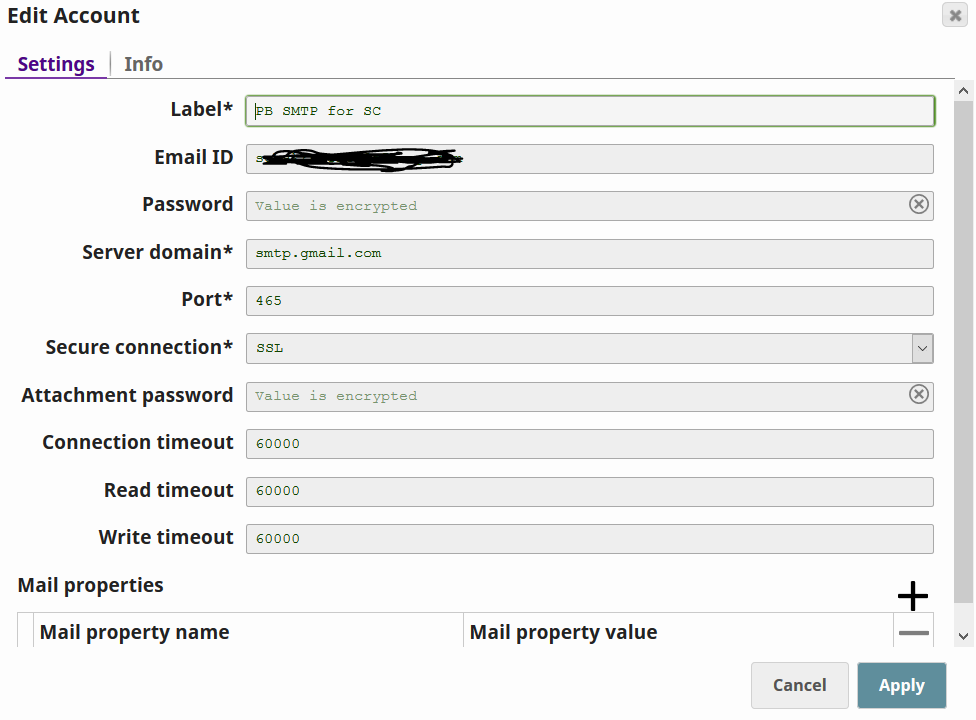 Edit Account
Settings Info
Label* PB SMTP for SC
Email ID
Password Value is encrypted
Server domain* smtp.gmail.com
Port* 465
Secure connection* SSL
Attachment password Value is encrypted
Connection timeout 60000
Read timeout 60000
Write timeout 60000
Mail properties
Mail property name Mail property value
Cancel Apply